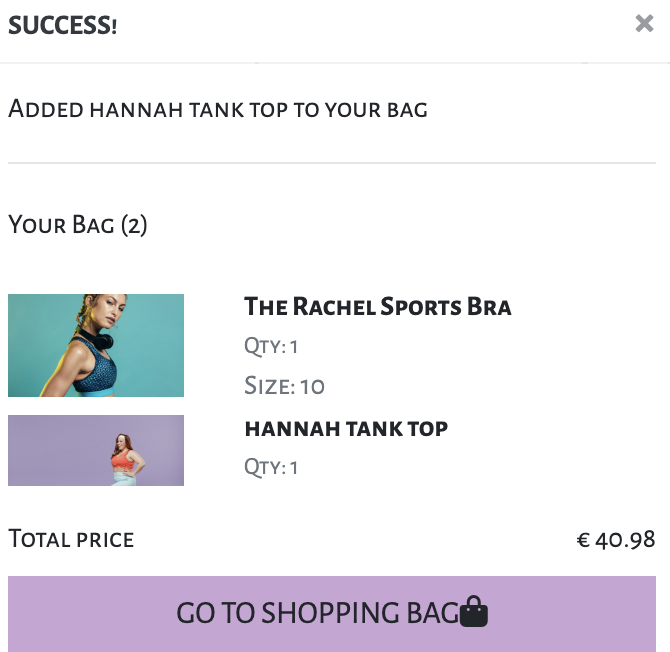 SUCCESS!
ADDED HANNAH TANK TOP TO YOUR BAG
YOUR BAG (2)
THE RACHEL SPORTS BRA
QTY: 1
SIZE: 10
HANNAH TANK TOP
QTY: 1
TOTAL PRICE € 40.98
GO TO SHOPPING BAG